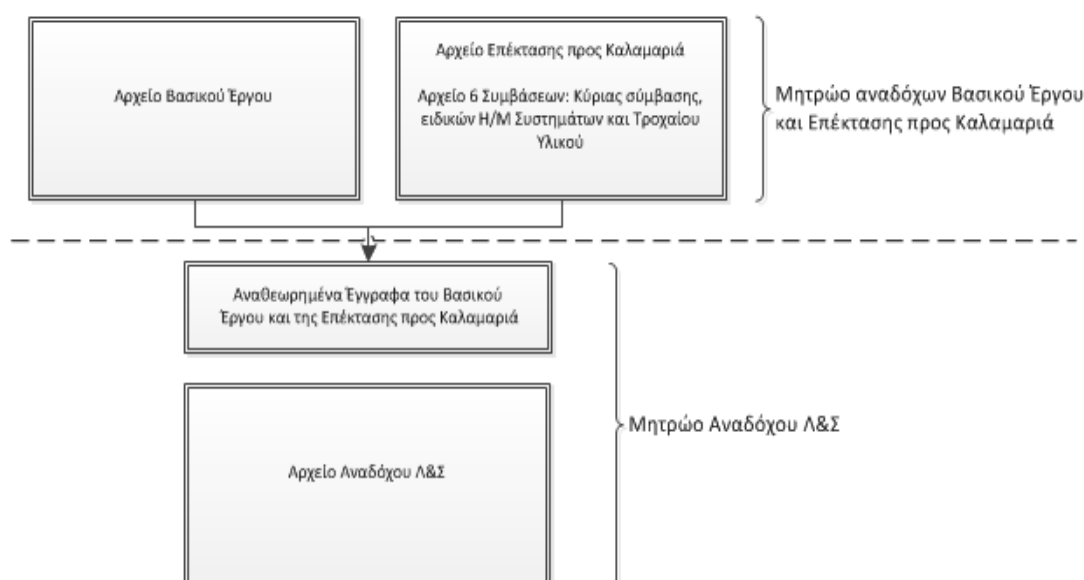 Αρχείο Βασικού Έργου
Αρχείο Επέκτασης προς Καλαμαριά
Αρχείο 6 Συμβάσεων: Κύριας σύμβασης,
ειδικών Η/Μ Συστημάτων και Τροχαίου
Υλικού
Μητρώο αναδόχων Βασικού Έργου
και Επέκτασης προς Καλαμαριά
Αναθεωρημένα Έγγραφα του Βασικού
Έργου και της Επέκτασης προς Καλαμαριά
Αρχείο Αναδόχου Λ&Σ
Μητρώο Αναδόχου Λ&Σ